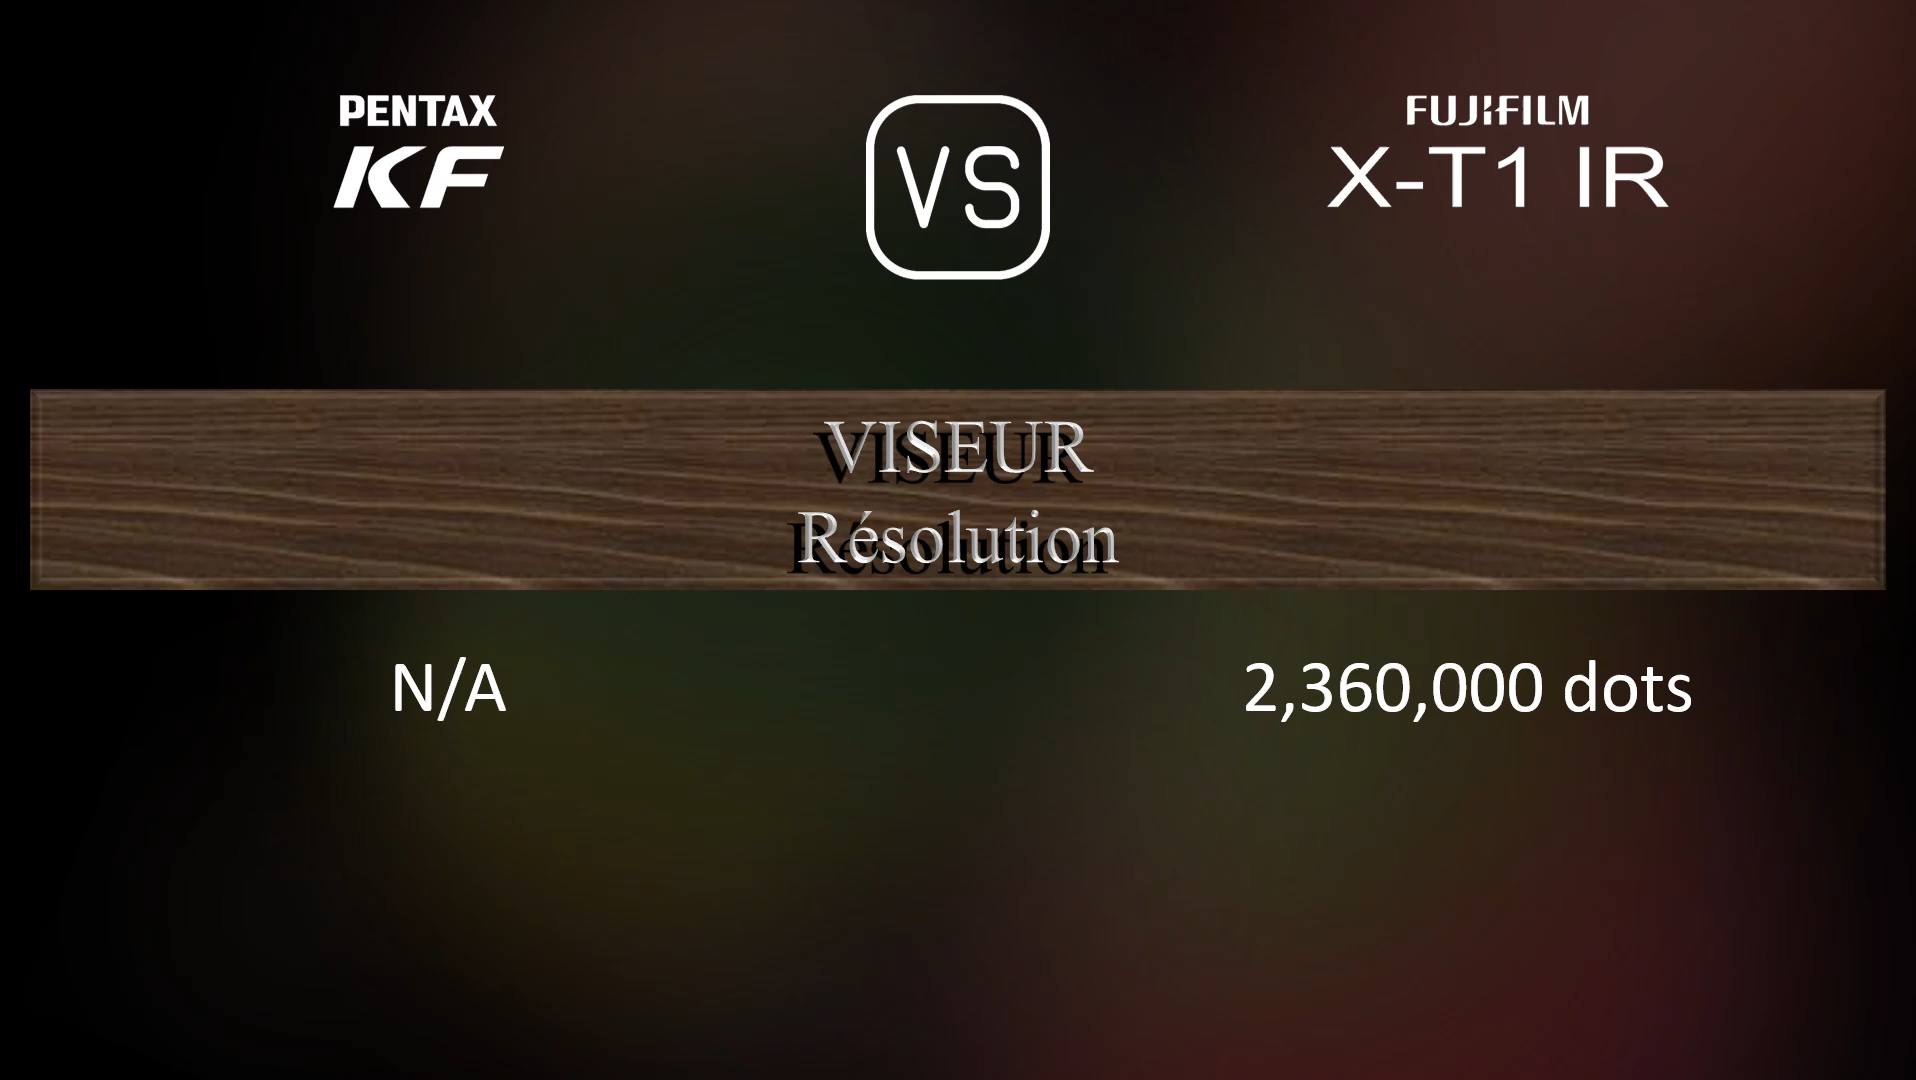 PENTAX
KF
VS
FUJIFILM
X-T1 IR
VISEUR
Résolution
N/A
2,360,000 dots